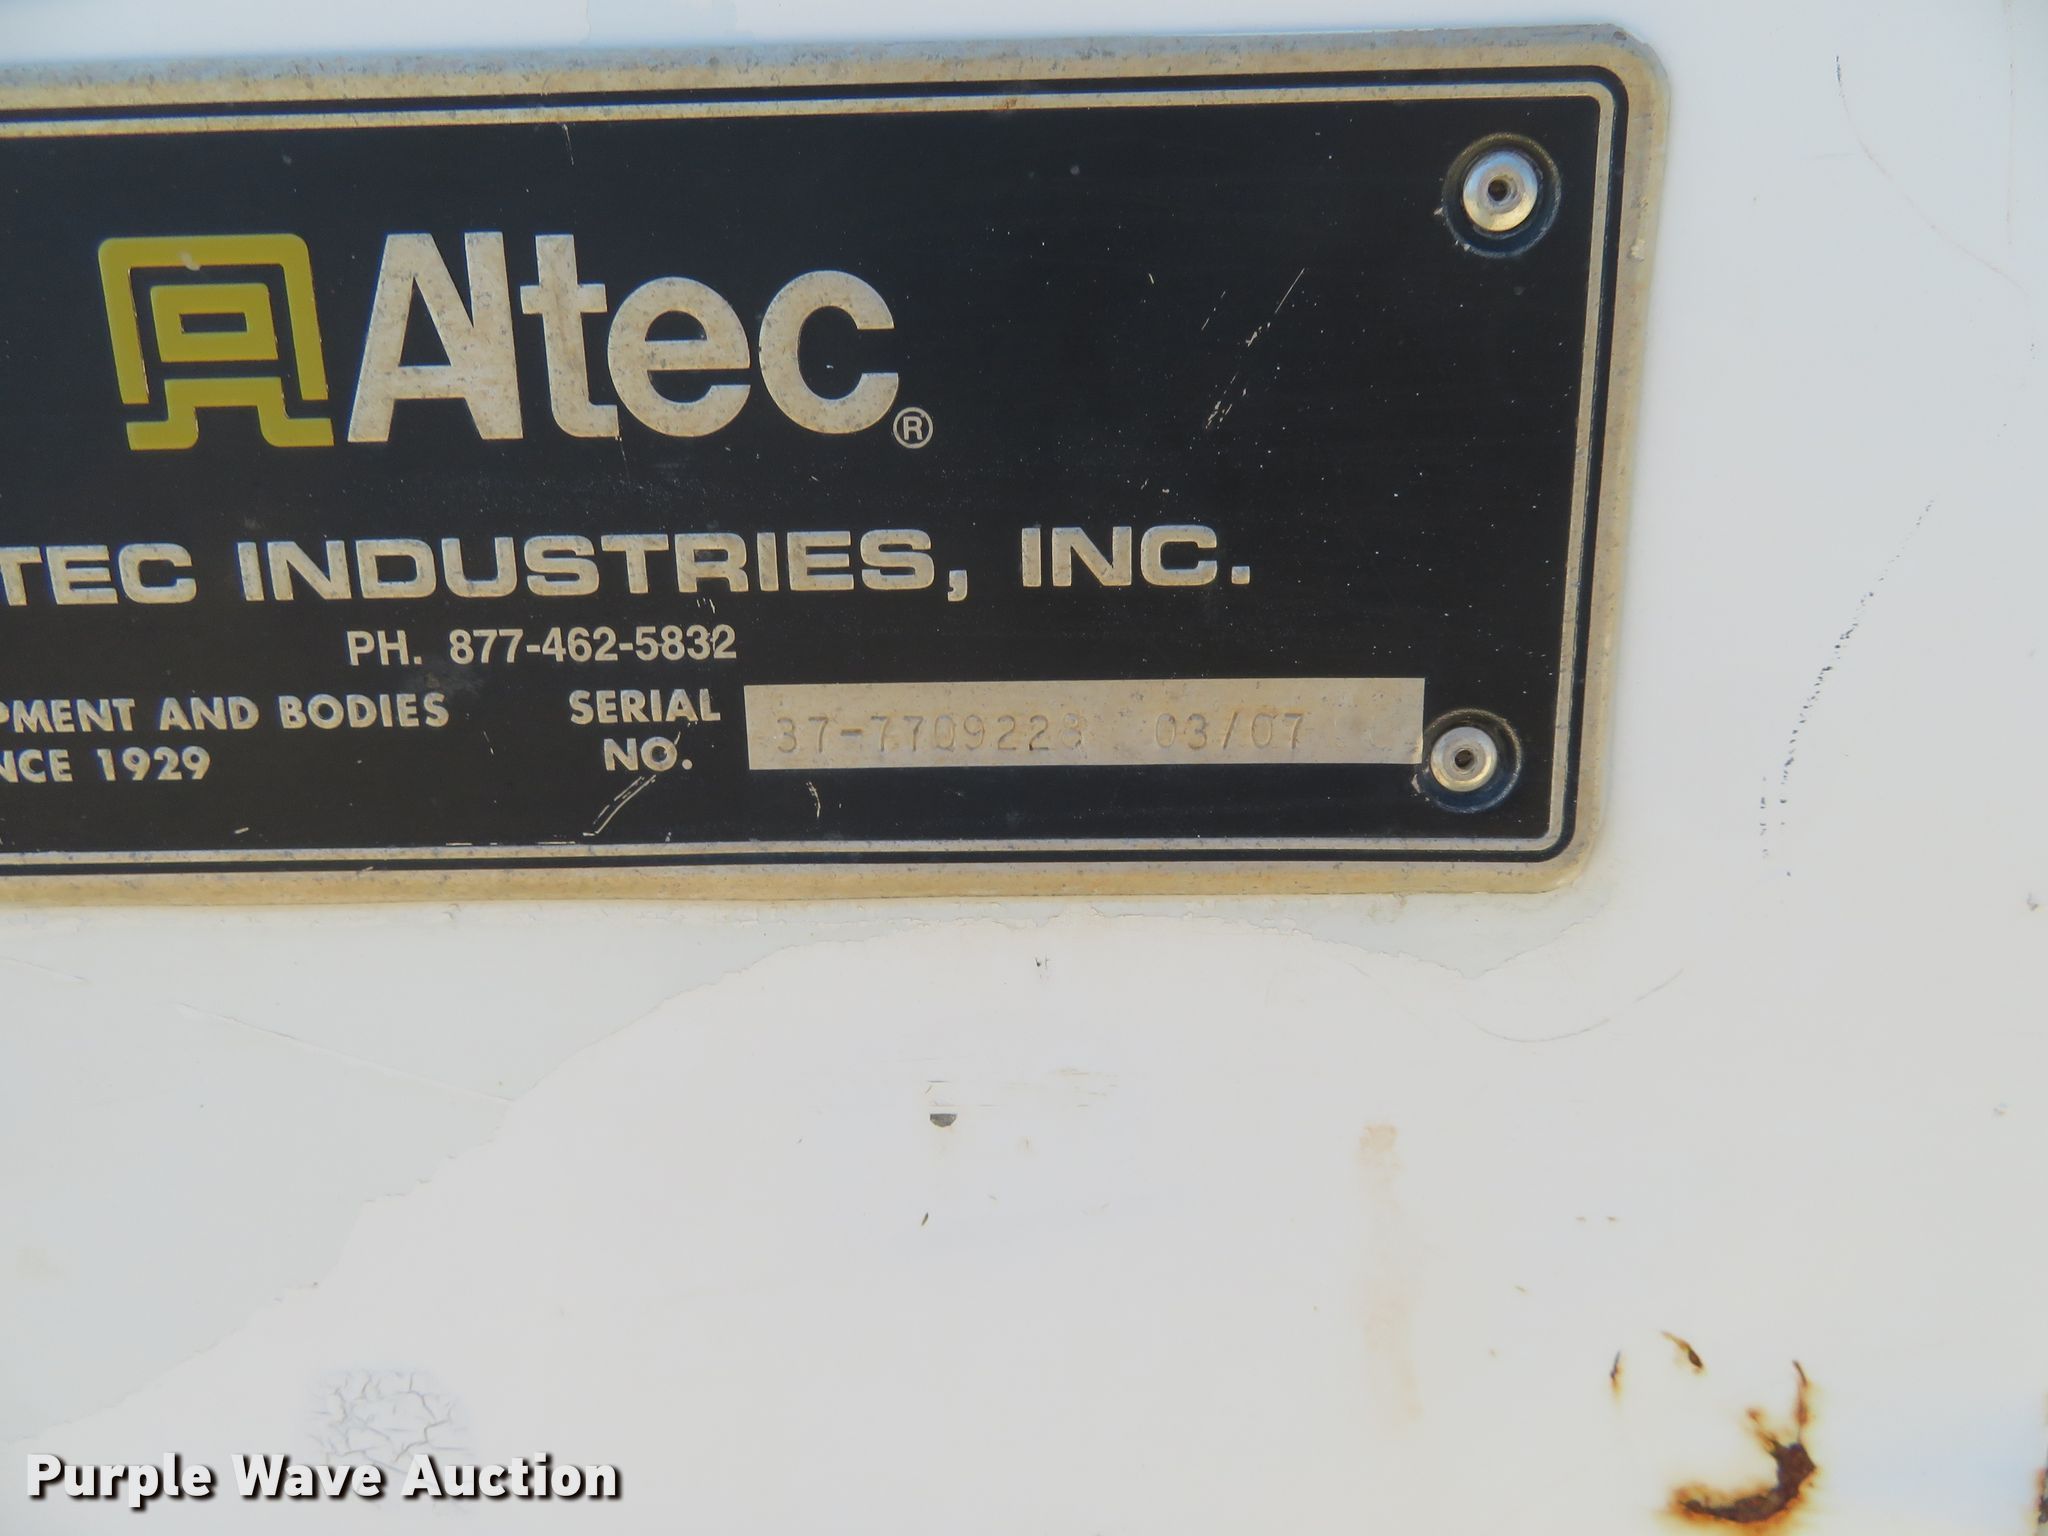 Altec®
TEC INDUSTRIES, INC.
PH. 877-462-5832
PMENT AND BODIES
SERIAL NO. 37-7709228 03/07
NCE 1929
Purple Wave Auction